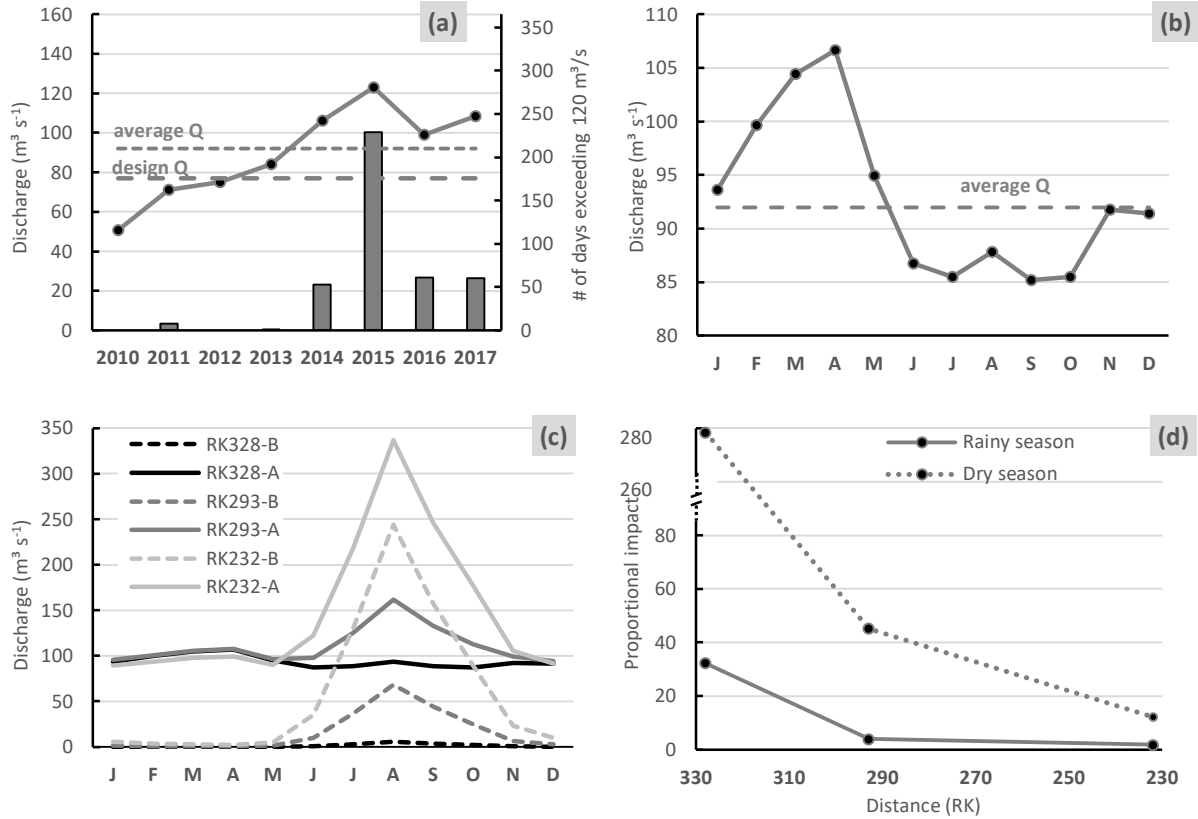 (a)
160
140
120
100
80
60
40
20
0
Discharge (m³ s⁻¹)
average Q
design Q
350
300
250
200
150
100
50
0
# of days exceeding 120 m³/s
2010 2011 2012 2013 2014 2015 2016 2017
(b)
110
105
100
95
90
85
80
Discharge (m³ s⁻¹)
average Q
J F M A M J J A S O N D
(c)
350
300
250
200
150
100
50
0
Discharge (m³ s⁻¹)
RK328-B
RK328-A
RK293-B
RK293-A
RK232-B
RK232-A
J F M A M J J A S O N D
(d)
280
260
80
60
40
20
0
Proportional impact
Rainy season
Dry season
330 310 290 270 250 230
Distance (RK)